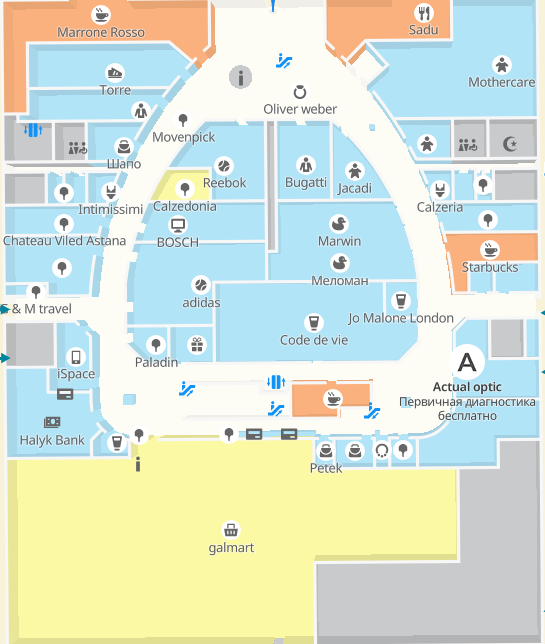 Marrone Rosso
Sadu
Torre
Mothercare
Oliver weber
Movenpick
Шапо
Reebok
Bugatti
Jacadi
Intimissimi
Calzedonia
Calzeria
Chateau Viled Astana
BOSCH
Marwin
Starbucks
Меломан
adidas
& M travel
Jo Malone London
Code de vie
Paladin
iSpace
A
Actual optic
Первичная диагностика
бесплатно
Halyk Bank
Petek
galmart